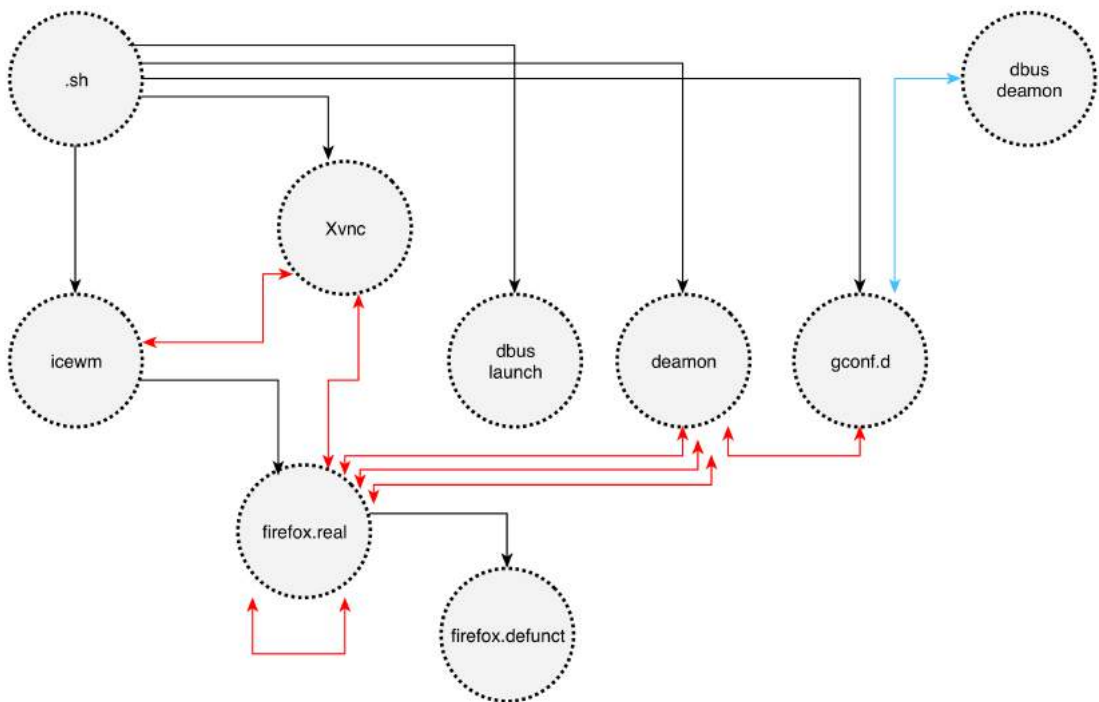 .sh
dbus
deamon
Xvnc
icewm
dbus
launch
deamon
gconf.d
firefox.real
firefox.defunct